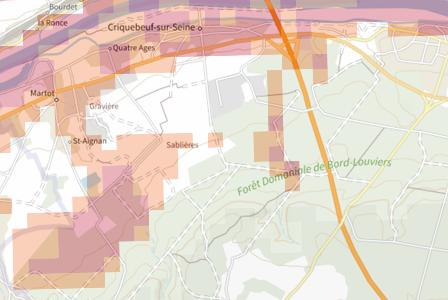 Bourdet
la Ronce
Criquebeuf-sur-Seine
Quatre Ages
Martot
Gravière
St-Aignan
Sablières
Forêt Domaniale de Bord-Louviers